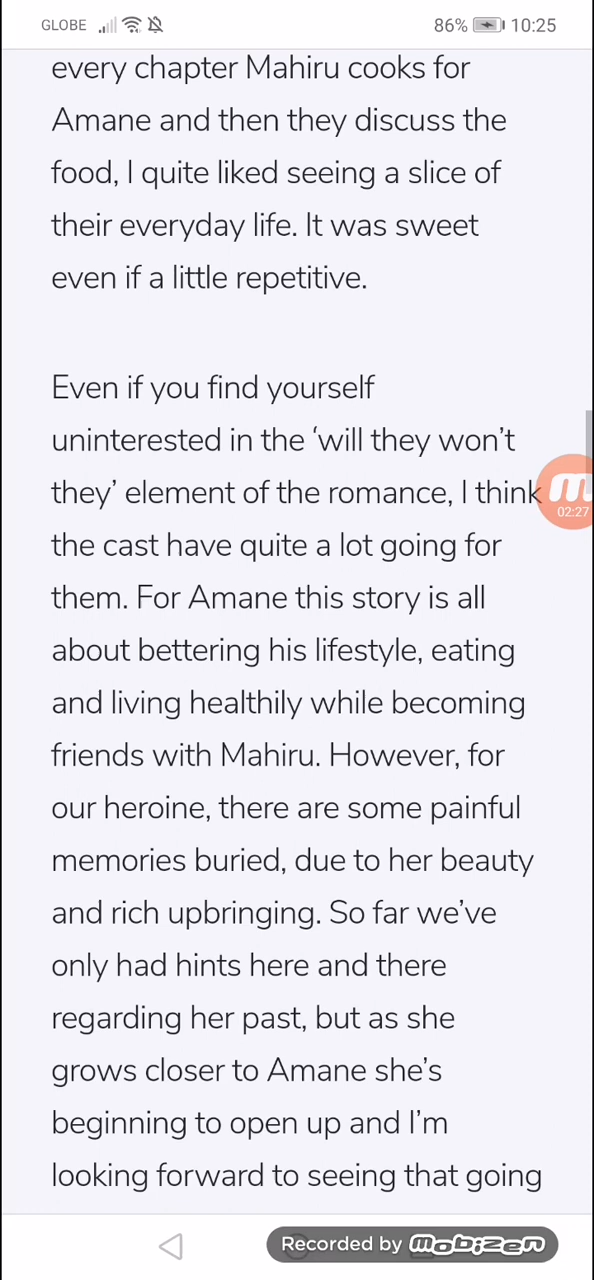 GLOBE 86% 10:25
every chapter Mahiru cooks for
Amane and then they discuss the
food, I quite liked seeing a slice of
their everyday life. It was sweet
even if a little repetitive.
Even if you find yourself
uninterested in the ‘will they won’t
they’ element of the romance, I think
the cast have quite a lot going for
them. For Amane this story is all
about bettering his lifestyle, eating
and living healthily while becoming
friends with Mahiru. However, for
our heroine, there are some painful
memories buried, due to her beauty
and rich upbringing. So far we’ve
only had hints here and there
regarding her past, but as she
grows closer to Amane she’s
beginning to open up and I’m
looking forward to seeing that going
m
02:27
Recorded by mobizen